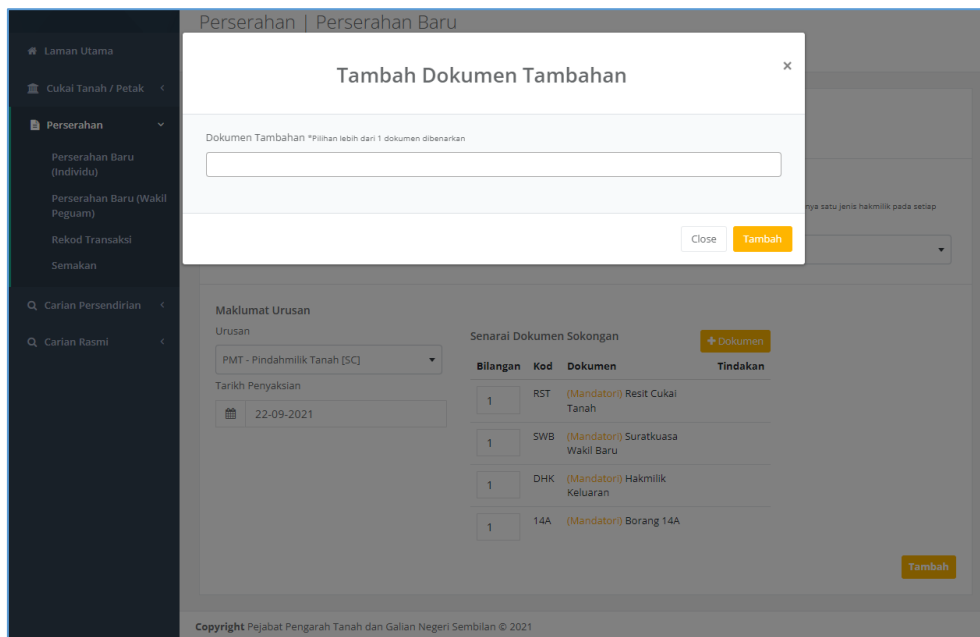 Perserahan | Perserahan Baru
Laman Utama
Cukai Tanah / Petak
Perserahan
Perserahan Baru
(Individu)
Perserahan Baru (Wakil
Peguam)
Rekod Transaksi
Semakan
Carian Persendirian
Carian Rasmi
Tambah Dokumen Tambahan
×
Dokumen Tambahan *Pilihan lebih dari 1 dokumen dibenarkan
Close
Tambah
satu jenis hakmilik pada setiap
Maklumat Urusan
Urusan
PMT - Pindahmilik Tanah [SC]
Tarikh Penyaksian
22-09-2021
Senarai Dokumen Sokongan
+ Dokumen
Bilangan Kod Dokumen Tindakan
1 RST (Mandatori) Resit Cukai
Tanah
1 SWB (Mandatori) Suratkuasa
Wakil Baru
1 DHK (Mandatori) Hakmilik
Keluaran
1 14A (Mandatori) Borang 14A
Tambah
Copyright Pejabat Pengarah Tanah dan Galian Negeri Sembilan © 2021